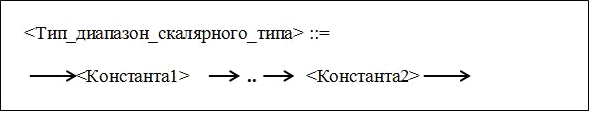 <Тип_диапазон_скалярного_типа> ::=
<Константа1> .. <Константа2>